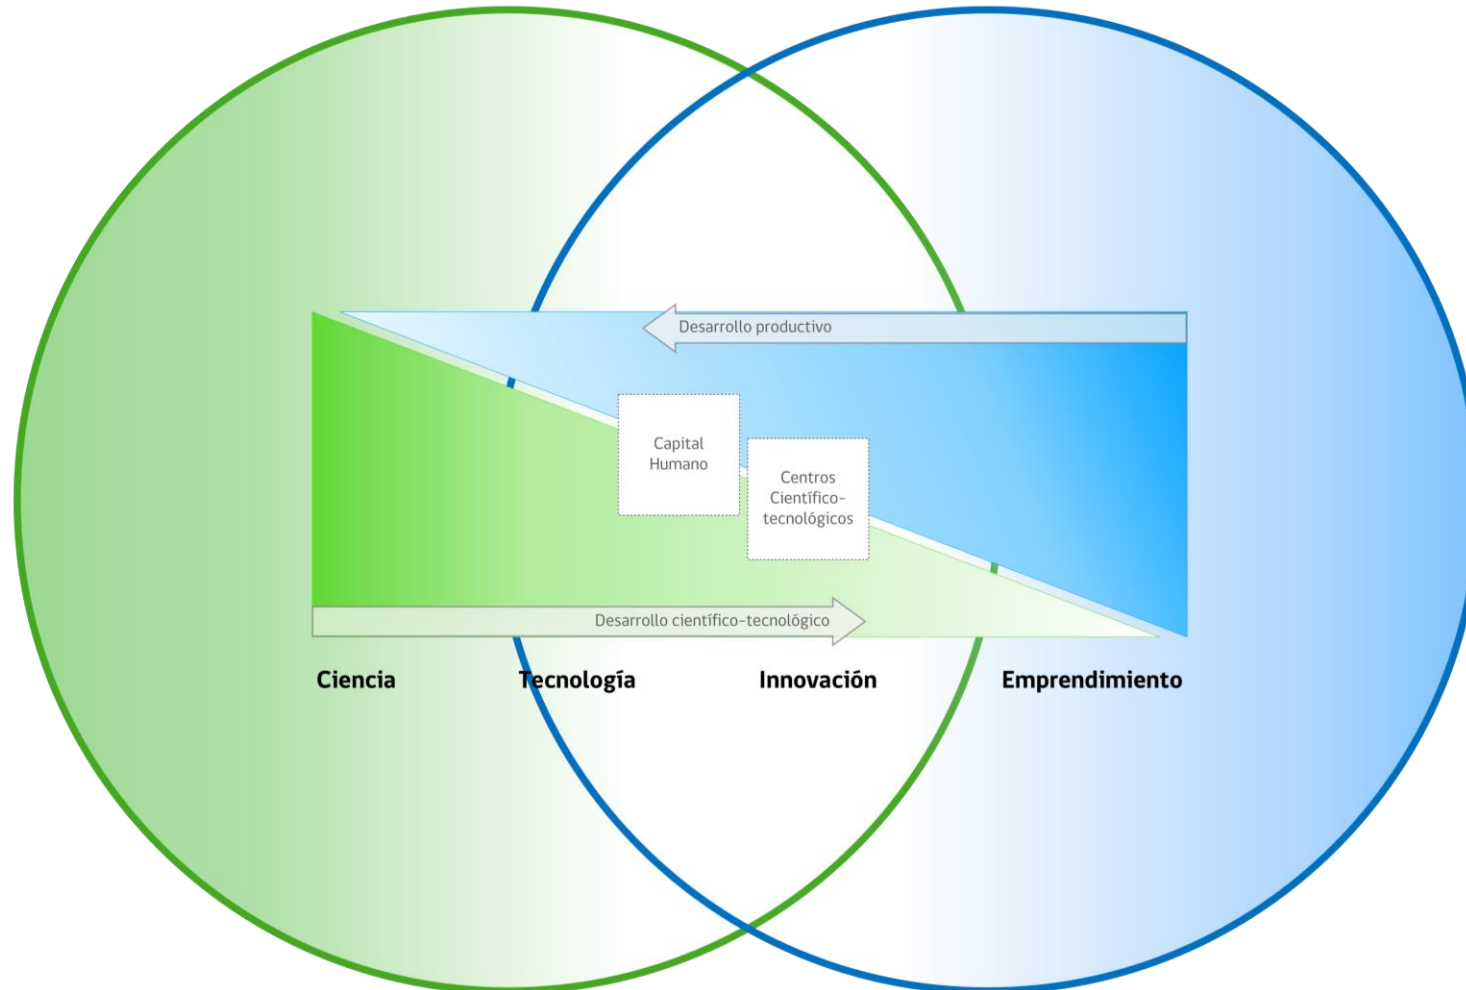 Desarrollo productivo
Capital
Humano
Centros
Científico-
tecnológicos
Desarrollo científico-tecnológico
Ciencia
Tecnología
Innovación
Emprendimiento